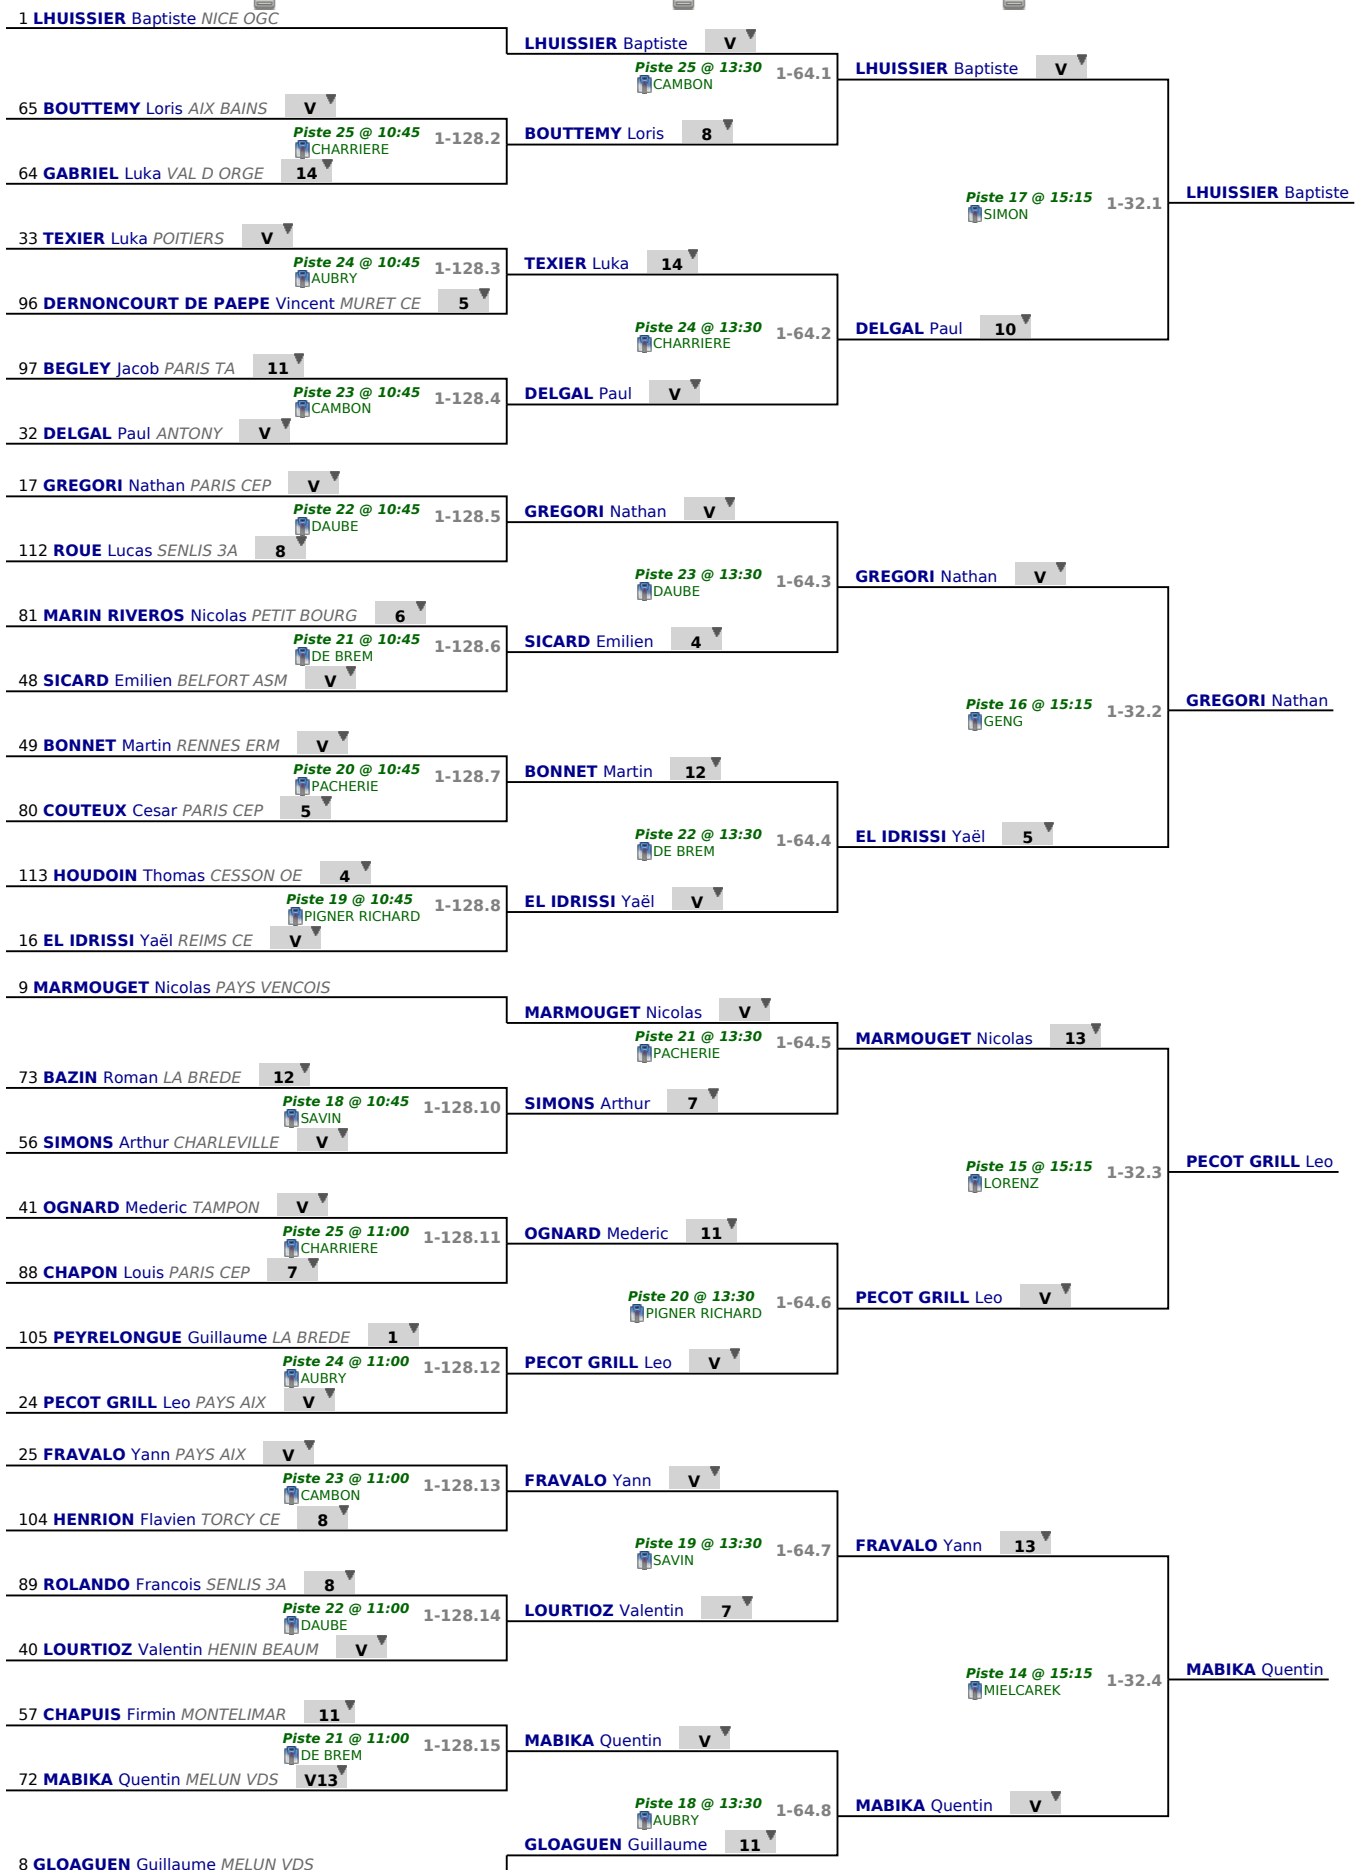 1 LHUISSIER Baptiste NICE OGC
LHUISSIER Baptiste V
Piste 25 @ 13:30 1-64.1
CAMBON
LHUISSIER Baptiste V
65 BOUTTEMY Loris AIX BAINS V
Piste 25 @ 10:45 1-128.2
CHARRIERE
BOUTTEMY Loris 8
64 GABRIEL Luka VAL D ORGE 14
Piste 17 @ 15:15 1-32.1
SIMON
LHUISSIER Baptiste
33 TEXIER Luka POITIERS V
Piste 24 @ 10:45 1-128.3
AUBRY
TEXIER Luka 14
96 DERNONCOURT DE PAEPE Vincent MURET CE 5
Piste 24 @ 13:30 1-64.2
CHARRIERE
DELGAL Paul 10
97 BEGLEY Jacob PARIS TA 11
Piste 23 @ 10:45 1-128.4
CAMBON
DELGAL Paul V
32 DELGAL Paul ANTONY V
17 GREGORI Nathan PARIS CEP V
Piste 22 @ 10:45 1-128.5
DAUBE
GREGORI Nathan V
112 ROUE Lucas SENLIS 3A 8
Piste 23 @ 13:30 1-64.3
DAUBE
GREGORI Nathan V
81 MARIN RIVEROS Nicolas PETIT BOURG 6
Piste 21 @ 10:45 1-128.6
DE BREM
SICARD Emilien 4
48 SICARD Emilien BELFORT ASM V
Piste 16 @ 15:15 1-32.2
GENG
GREGORI Nathan
49 BONNET Martin RENNES ERM V
Piste 20 @ 10:45 1-128.7
PACHERIE
BONNET Martin 12
80 COUTEUX Cesar PARIS CEP 5
Piste 22 @ 13:30 1-64.4
DE BREM
EL IDRISSI Yaël 5
113 HOUDOIN Thomas CESSON OE 4
Piste 19 @ 10:45 1-128.8
PIGNER RICHARD
EL IDRISSI Yaël V
16 EL IDRISSI Yaël REIMS CE V
9 MARMOUGET Nicolas PAYS VENCOIS
MARMOUGET Nicolas V
Piste 21 @ 13:30 1-64.5
PACHERIE
MARMOUGET Nicolas 13
73 BAZIN Roman LA BREDE 12
Piste 18 @ 10:45 1-128.10
SAVIN
SIMONS Arthur 7
56 SIMONS Arthur CHARLEVILLE V
Piste 15 @ 15:15 1-32.3
LORENZ
PECOT GRILL Leo
41 OGNARD Mederic TAMPON V
Piste 25 @ 11:00 1-128.11
CHARRIERE
OGNARD Mederic 11
88 CHAPON Louis PARIS CEP 7
Piste 20 @ 13:30 1-64.6
PIGNER RICHARD
PECOT GRILL Leo V
105 PEYRELONGUE Guillaume LA BREDE 1
Piste 24 @ 11:00 1-128.12
AUBRY
PECOT GRILL Leo V
24 PECOT GRILL Leo PAYS AIX V
25 FRAVALO Yann PAYS AIX V
Piste 23 @ 11:00 1-128.13
CAMBON
FRAVALO Yann V
104 HENRION Flavien TORCY CE 8
Piste 19 @ 13:30 1-64.7
SAVIN
FRAVALO Yann 13
89 ROLANDO Francois SENLIS 3A 8
Piste 22 @ 11:00 1-128.14
DAUBE
LOURTIOZ Valentin 7
40 LOURTIOZ Valentin HENIN BEAUM V
Piste 14 @ 15:15 1-32.4
MIELCAREK
MABIKA Quentin
57 CHAPUIS Firmin MONTELIMAR 11
Piste 21 @ 11:00 1-128.15
DE BREM
MABIKA Quentin V
72 MABIKA Quentin MELUN VDS V13
Piste 18 @ 13:30 1-64.8
AUBRY
MABIKA Quentin V
GLOAGUEN Guillaume 11
8 GLOAGUEN Guillaume MELUN VDS